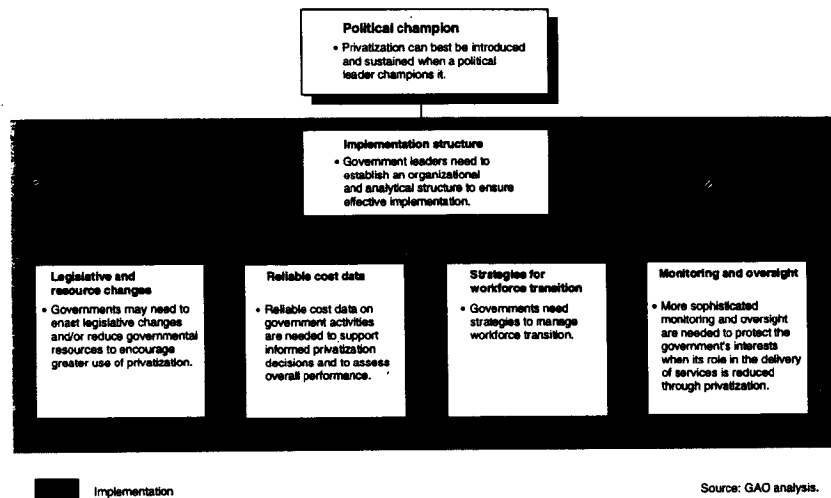 Political champion
• Privatization can best be introduced
and sustained when a political
leader champions it.
Implementation structure
• Government leaders need to
establish an organizational
and analytical structure to ensure
effective implementation.
Legislative and
resource changes
• Governments may need to
enact legislative changes
and/or reduce governmental
resources to encourage
greater use of privatization.
Reliable cost data
• Reliable cost data on
government activities
are needed to support
informed privatization
decisions and to assess
overall performance.
Strategies for
workforce transition
• Governments need
strategies to manage
workforce transition.
Monitoring and oversight
• More sophisticated
monitoring and oversight
are needed to protect the
government's interests
when its role in the delivery
of services is reduced
through privatization.
Implementation
Source: GAO analysis.